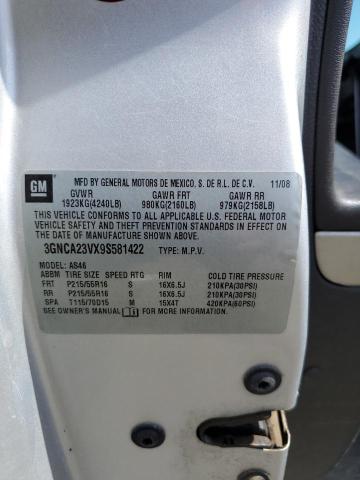 GM
MFD BY GENERAL MOTORS DE MEXICO, S. DE R.L. DE C.V. 11/08
GVWR GAWR FRT GAWR RR
1923KG(4240LB) 980KG(2160LB) 979KG(2158LB)
THIS VEHICLE CONFORMS TO ALL APPLICABLE U.S. FEDERAL MOTOR
VEHICLE SAFETY AND THEFT PREVENTION STANDARDS IN EFFECT ON THE
DATE OF MANUFACTURE SHOWN ABOVE.
3GNCA23VX9S581422 TYPE: M.P.V.
MODEL: AS46
ABBM TIRE SIZE SPEED RTG RIM COLD TIRE PRESSURE
FRT P215/55R16 S 16X6.5J 210KPA(30PSI)
RR P215/55R16 S 16X6.5J 210KPA(30PSI)
SPA T115/70D15 M 15X4T 420KPA(60PSI)
SEE OWNER'S MANUAL FOR MORE INFORMATION.